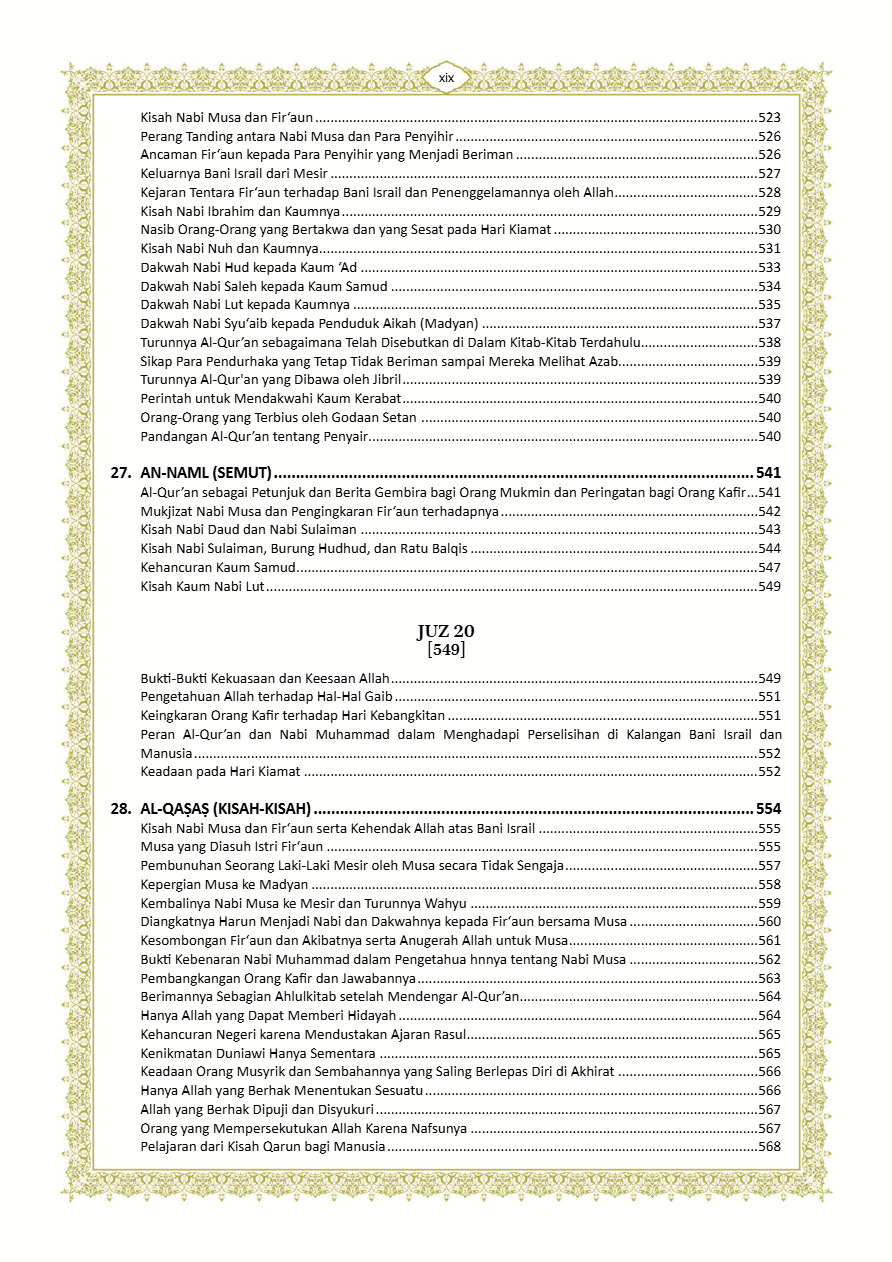 xix
Kisah Nabi Musa dan Fir‘aun....................523
Perang Tanding antara Nabi Musa dan Para Penyihir....................526
Ancaman Fir‘aun kepada Para Penyihir yang Menjadi Beriman....................526
Keluarnya Bani Israil dari Mesir....................527
Kejaran Tentara Fir‘aun terhadap Bani Israil dan Penenggelamannya oleh Allah....................528
Kisah Nabi Ibrahim dan Kaumnya....................529
Nasib Orang-Orang yang Bertakwa dan yang Sesat pada Hari Kiamat....................530
Kisah Nabi Nuh dan Kaumnya....................531
Dakwah Nabi Hud kepada Kaum ‘Ad....................533
Dakwah Nabi Saleh kepada Kaum Samud....................534
Dakwah Nabi Lut kepada Kaumnya....................535
Dakwah Nabi Syu‘aib kepada Penduduk Aikah (Madyan)....................537
Turunnya Al-Qur’an sebagaimana Telah Disebutkan di Dalam Kitab-Kitab Terdahulu....................538
Sikap Para Pendurhaka yang Tetap Tidak Beriman sampai Mereka Melihat Azab....................539
Turunnya Al-Qur'an yang Dibawa oleh Jibril....................539
Perintah untuk Mendakwahi Kaum Kerabat....................540
Orang-Orang yang Terbius oleh Godaan Setan....................540
Pandangan Al-Qur’an tentang Penyair....................540
27. AN-NAML (SEMUT)....................541
Al-Qur’an sebagai Petunjuk dan Berita Gembira bagi Orang Mukmin dan Peringatan bagi Orang Kafir...541
Mukjizat Nabi Musa dan Pengingkaran Fir‘aun terhadapnya....................542
Kisah Nabi Daud dan Nabi Sulaiman....................543
Kisah Nabi Sulaiman, Burung Hudhud, dan Ratu Balqis....................544
Kehancuran Kaum Samud....................547
Kisah Kaum Nabi Lut....................549
JUZ 20
[549]
Bukti-Bukti Kekuasaan dan Keesaan Allah....................549
Pengetahuan Allah terhadap Hal-Hal Gaib....................551
Keingkaran Orang Kafir terhadap Hari Kebangkitan....................551
Peran Al-Qur’an dan Nabi Muhammad dalam Menghadapi Perselisihan di Kalangan Bani Israil dan
Manusia....................552
Keadaan pada Hari Kiamat....................552
28. AL-QAṢAṢ (KISAH-KISAH)....................554
Kisah Nabi Musa dan Fir‘aun serta Kehendak Allah atas Bani Israil....................555
Musa yang Diasuh Istri Fir‘aun....................555
Pembunuhan Seorang Laki-Laki Mesir oleh Musa secara Tidak Sengaja....................557
Kepergian Musa ke Madyan....................558
Kembalinya Nabi Musa ke Mesir dan Turunnya Wahyu....................559
Diangkatnya Harun Menjadi Nabi dan Dakwahnya kepada Fir‘aun bersama Musa....................560
Kesombongan Fir‘aun dan Akibatnya serta Anugerah Allah untuk Musa....................561
Bukti Kebenaran Nabi Muhammad dalam Pengetahua hnnya tentang Nabi Musa....................562
Pembangkangan Orang Kafir dan Jawabannya....................563
Berimannya Sebagian Ahlulkitab setelah Mendengar Al-Qur’an....................564
Hanya Allah yang Dapat Memberi Hidayah....................564
Kehancuran Negeri karena Mendustakan Ajaran Rasul....................565
Kenikmatan Duniawi Hanya Sementara....................565
Keadaan Orang Musyrik dan Sembahannya yang Saling Berlepas Diri di Akhirat....................566
Hanya Allah yang Berhak Menentukan Sesuatu....................566
Allah yang Berhak Dipuji dan Disyukuri....................567
Orang yang Mempersekutukan Allah Karena Nafsunya....................567
Pelajaran dari Kisah Qarun bagi Manusia....................568